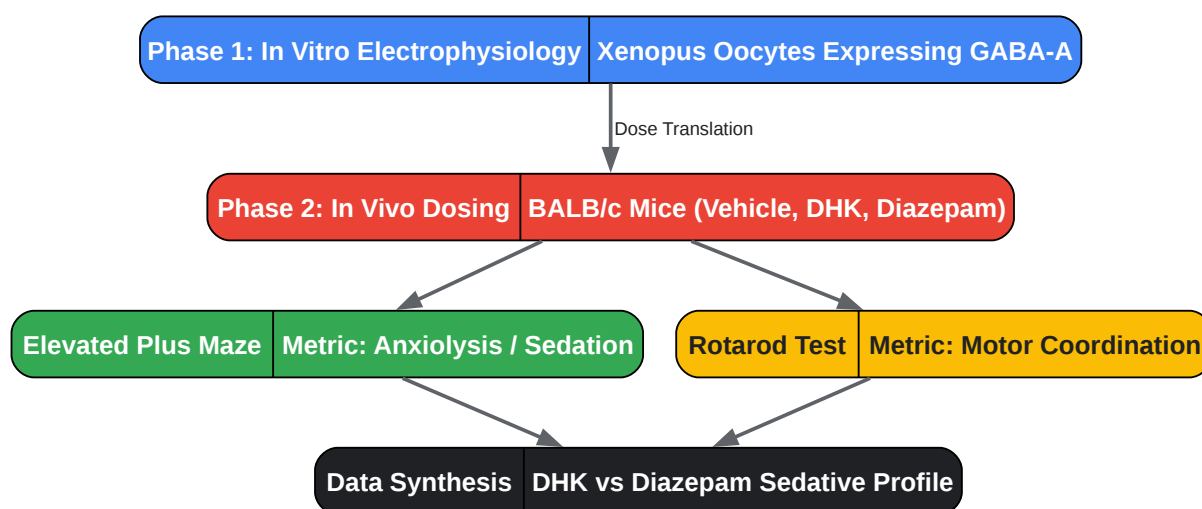 Phase 1: In Vitro Electrophysiology Xenopus Oocytes Expressing GABA-A
Dose Translation
Phase 2: In Vivo Dosing BALB/c Mice (Vehicle, DHK, Diazepam)
Elevated Plus Maze Metric: Anxiolysis / Sedation
Rotarod Test Metric: Motor Coordination
Data Synthesis DHK vs Diazepam Sedative Profile